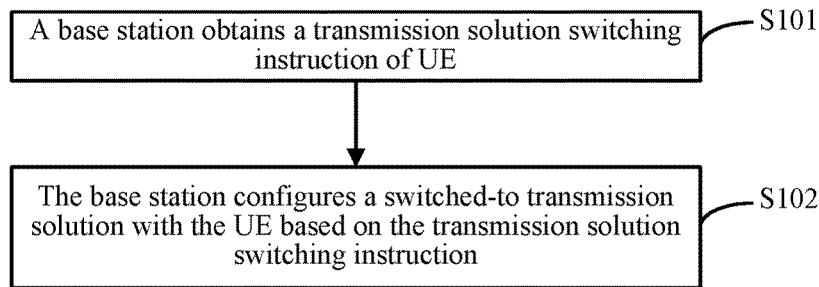 A base station obtains a transmission solution switching
instruction of UE
S101
The base station configures a switched-to transmission
solution with the UE based on the transmission solution
switching instruction
S102